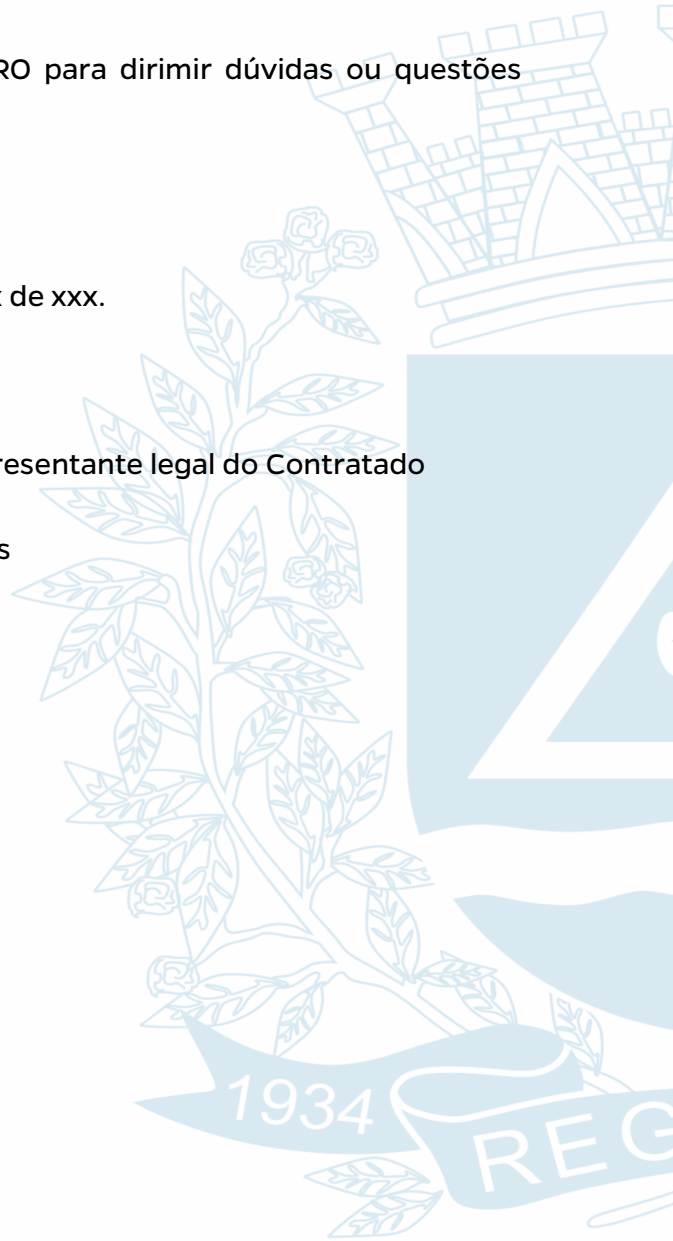 RO para dirimir dúvidas ou questões
de xxx.
resentante legal do Contratado
s
1934
REG